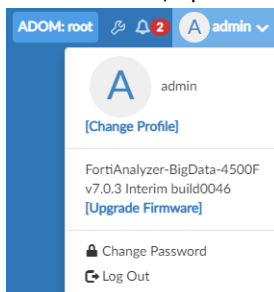 ADOM: root 2 A admin
A admin
[Change Profile]
FortiAnalyzer-BigData-4500F
v7.0.3 Interim build0046
[Upgrade Firmware]
Change Password
Log Out